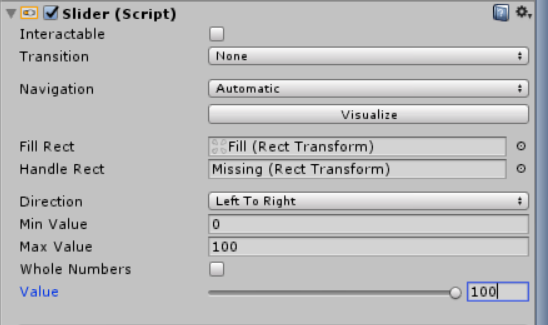 Slider (Script)
Interactable
Transition None
Navigation Automatic
Visualize
Fill Rect Fill (Rect Transform)
Handle Rect Missing (Rect Transform)
Direction Left To Right
Min Value 0
Max Value 100
Whole Numbers
Value 100